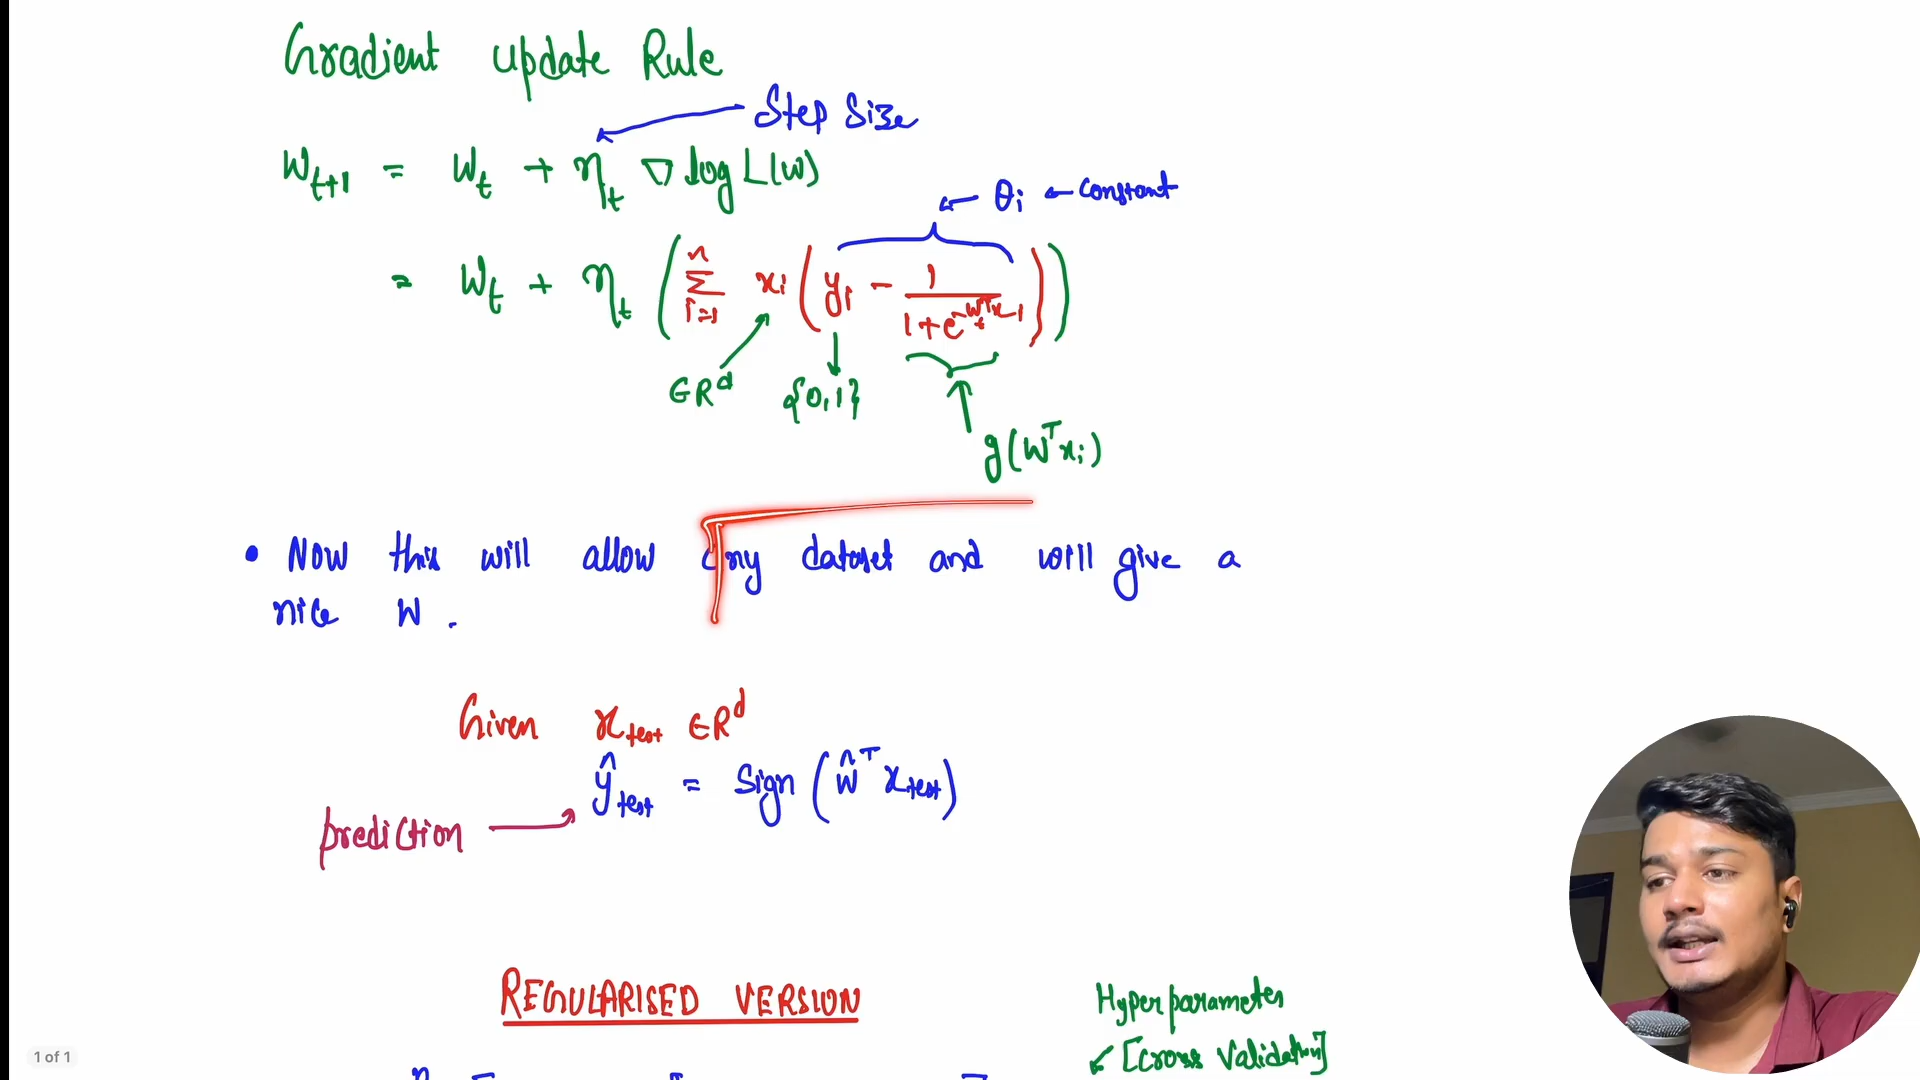 Gradient Update Rule
Step Size
W_{t+1} = W_t + η_t ∇ log L(w)
← θ_i ← constant
= W_t + η_t ( Σ_{i=1}^{n} x_i ( y_i - 1/(1+e^{-W_t^T x_i}) ) )
∈R^d {0,1}
g(W^T x_i)
• Now this will allow any dataset and will give a
nice W.
Given x_test ∈R^d
ŷ_test = Sign (Ŵ^T x_test)
prediction
REGULARISED VERSION
Hyperparameter
[cross validation]
1 of 1